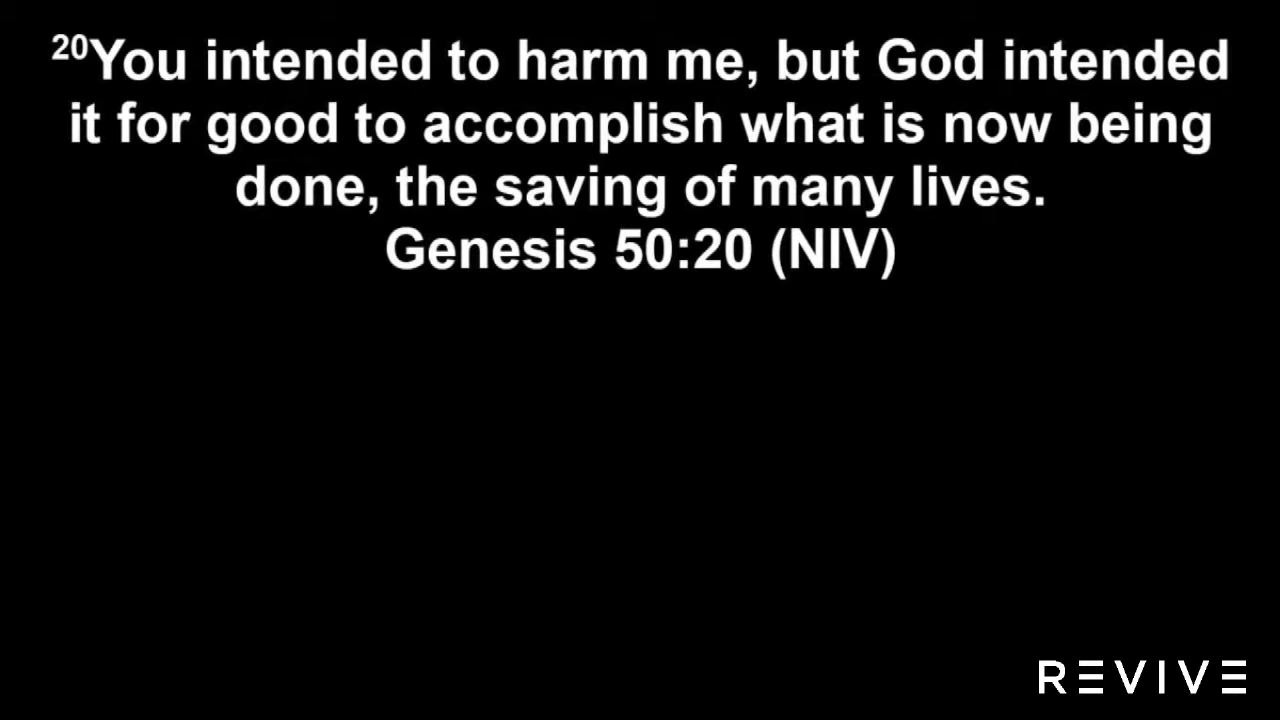 ²⁰You intended to harm me, but God intended
it for good to accomplish what is now being
done, the saving of many lives.
Genesis 50:20 (NIV)
REVIVE